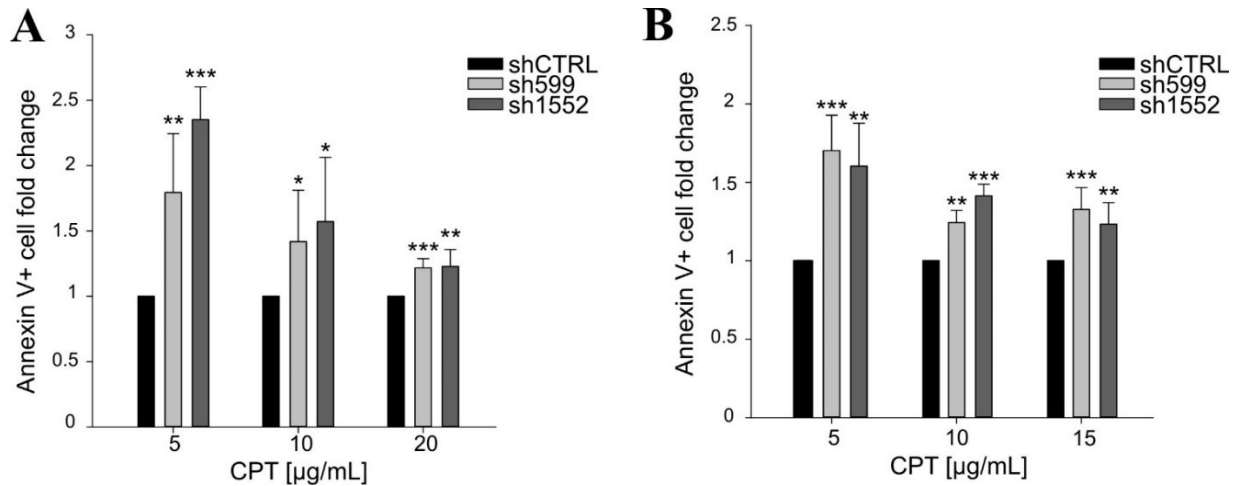 A
3
2.5
2
1.5
1
0.5
0
Annexin V+ cell fold change
shCTRL
sh599
sh1552
** ***
* *
*** **
5 10 20
CPT [µg/mL]
B
2.5
2
1.5
1
0.5
0
Annexin V+ cell fold change
shCTRL
sh599
sh1552
*** **
** ***
*** **
5 10 15
CPT [µg/mL]